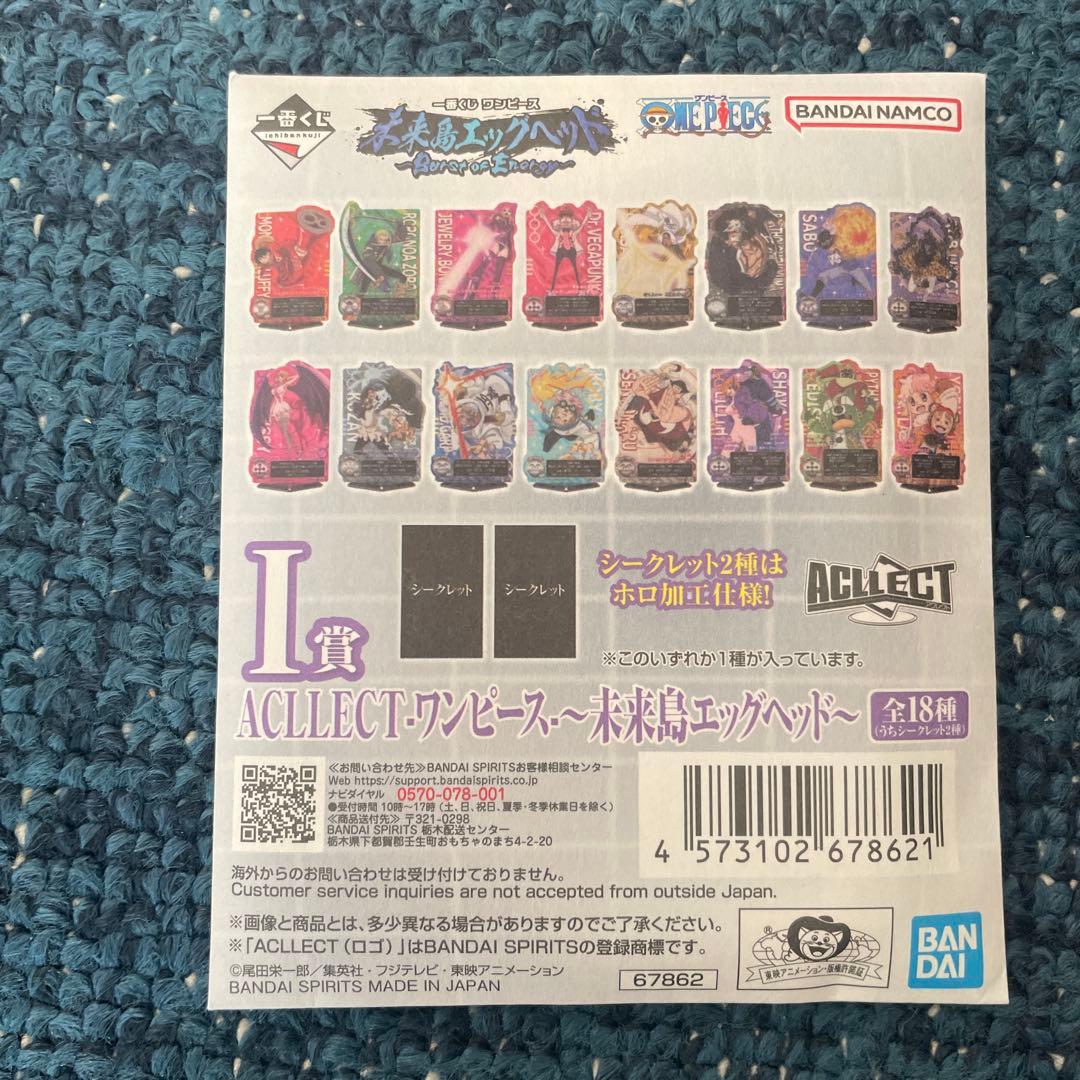 一番くじ
ichibankuji
一番くじ ワンピース
未来島エッグヘッド
~Burst of Energy~
ワンピース
ONE PIECE
BANDAI NAMCO
JEWELRY.BON
Dr.VEGAPUNK
SABO
KUZAN
LILITH
I賞
シークレット
シークレット
シークレット2種は
ホロ加工仕様!
ACLLECT
アクレクト
※このいずれか1種が入っています。
ACLLECT-ワンピース-~未来島エッグヘッド~
全18種
(うちシークレット2種)
≪お問い合わせ先≫BANDAI SPIRITSお客様相談センター
Web https://support.bandaispirits.co.jp
ナビダイヤル 0570-078-001
●受付時間 10時~17時 (土、日、祝日、夏季・冬季休業日を除く)
≪商品送付先≫ 〒321-0298
BANDAI SPIRITS 栃木配送センター
栃木県下都賀郡壬生町おもちゃのまち4-2-20
4 573102 678621
海外からのお問い合わせは受け付けておりません。
Customer service inquiries are not accepted from outside Japan.
※画像と商品とは、多少異なる場合がありますのでご了承ください。
※「ACLLECT(ロゴ)」はBANDAI SPIRITSの登録商標です。
©尾田栄一郎/集英社・フジテレビ・東映アニメーション
BANDAI SPIRITS MADE IN JAPAN
67862
®
東映アニメーション・版権許諾証
BAN
DAI